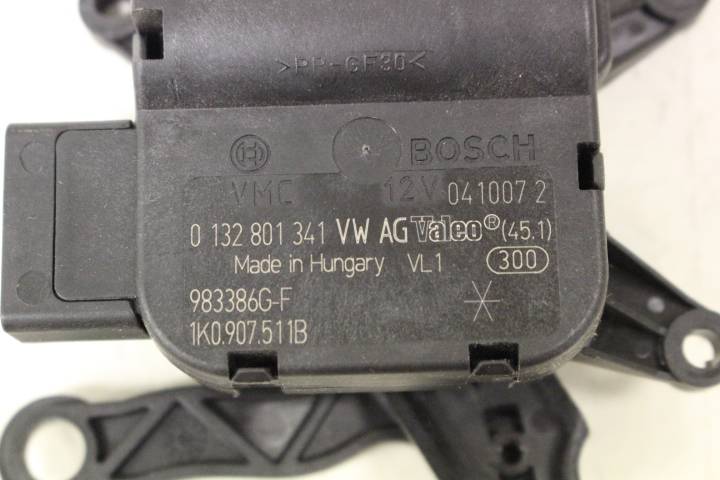 >PP-GF30<
BOSCH
VMC 12V 041007 2
0 132 801 341 VW AG Valeo® (45.1)
Made in Hungary VL1 300
983386G-F
1K0.907.511B